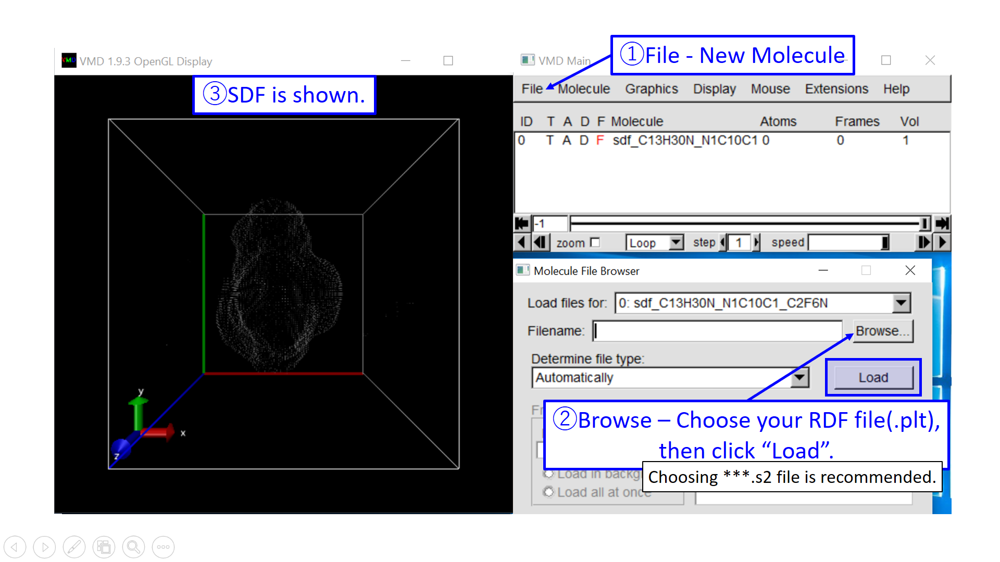 VMD 1.9.3 OpenGL Display
③SDF is shown.
y
x
z
VMD Main
①File - New Molecule
File Molecule Graphics Display Mouse Extensions Help
ID T A D F Molecule Atoms Frames Vol
0 T A D F sdf_C13H30N_N1C10C1 0 0 1
-1
zoom Loop step 1 speed
Molecule File Browser
Load files for: 0: sdf_C13H30N_N1C10C1_C2F6N
Filename: Browse...
Determine file type:
Automatically Load
②Browse – Choose your RDF file(.plt),
then click “Load”.
Choosing ***.s2 file is recommended.
Load in backg
Load all at once